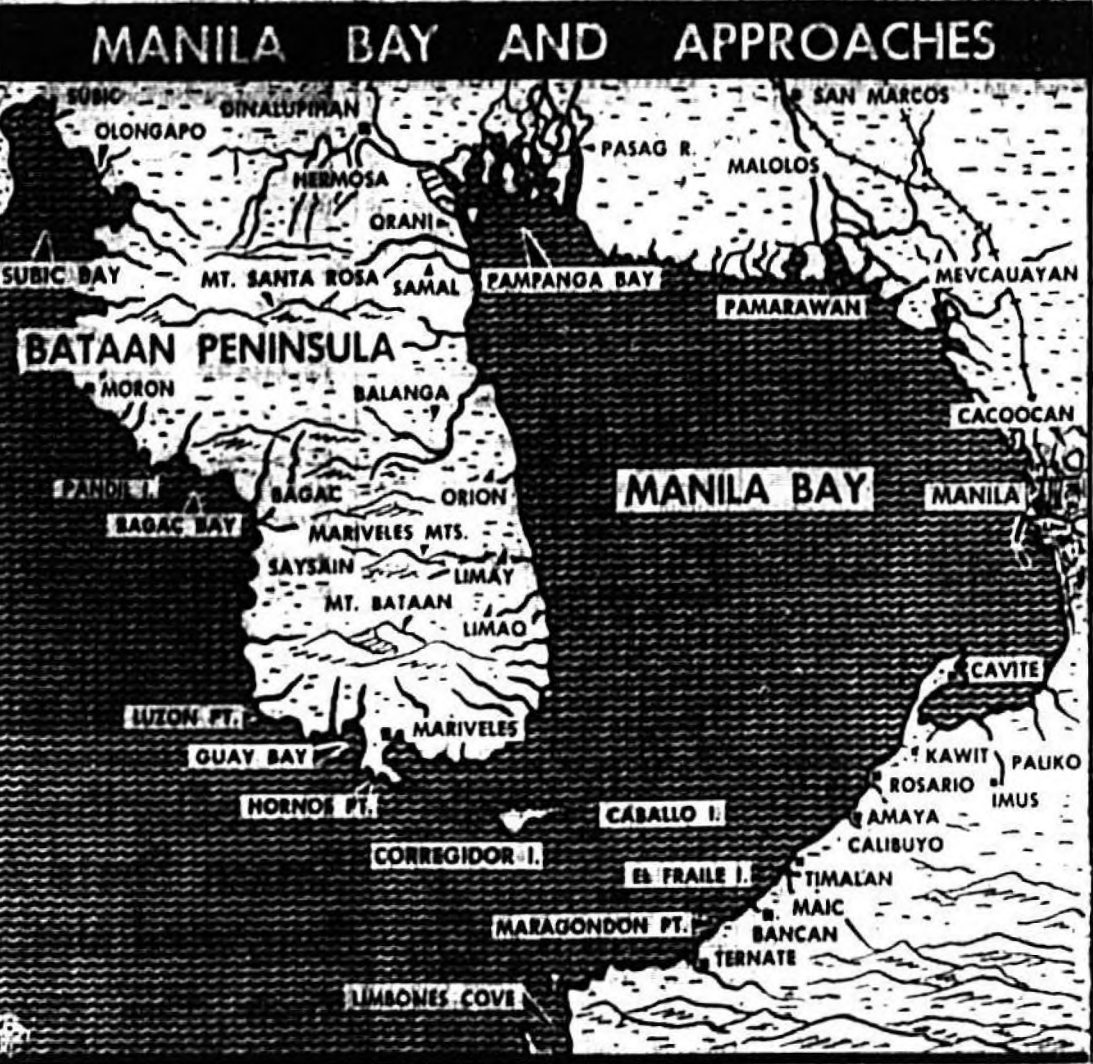 MANILA BAY AND APPROACHES
SUBIC
DINALUPIHAN
SAN MARCOS
OLONGAPO
PASAG R.
MALOLOS
HERMOSA
ORANI
SUBIC BAY
MT. SANTA ROSA
SAMAL
PAMPANGA BAY
MEVCAUAYAN
PAMARAWAN
BATAAN PENINSULA
MORON
BALANGA
CACOOCAN
PANDIL I.
BAGAC
ORION
MANILA BAY
MANILA
BAGAC BAY
MARIVELES MTS.
SAYSAIN
LIMAY
MT. BATAAN
LIMAO
CAVITE
LUZON PT.
MARIVELES
GUAY BAY
KAWIT
PALIKO
ROSARIO
IMUS
HORNOS PT.
CABALLO I.
AMAYA
CALIBUYO
CORREGIDOR I.
EL FRAILE I.
TIMALAN
MAIC
MARAGONDON PT.
BANCAN
TERNATE
LIMBONES COVE